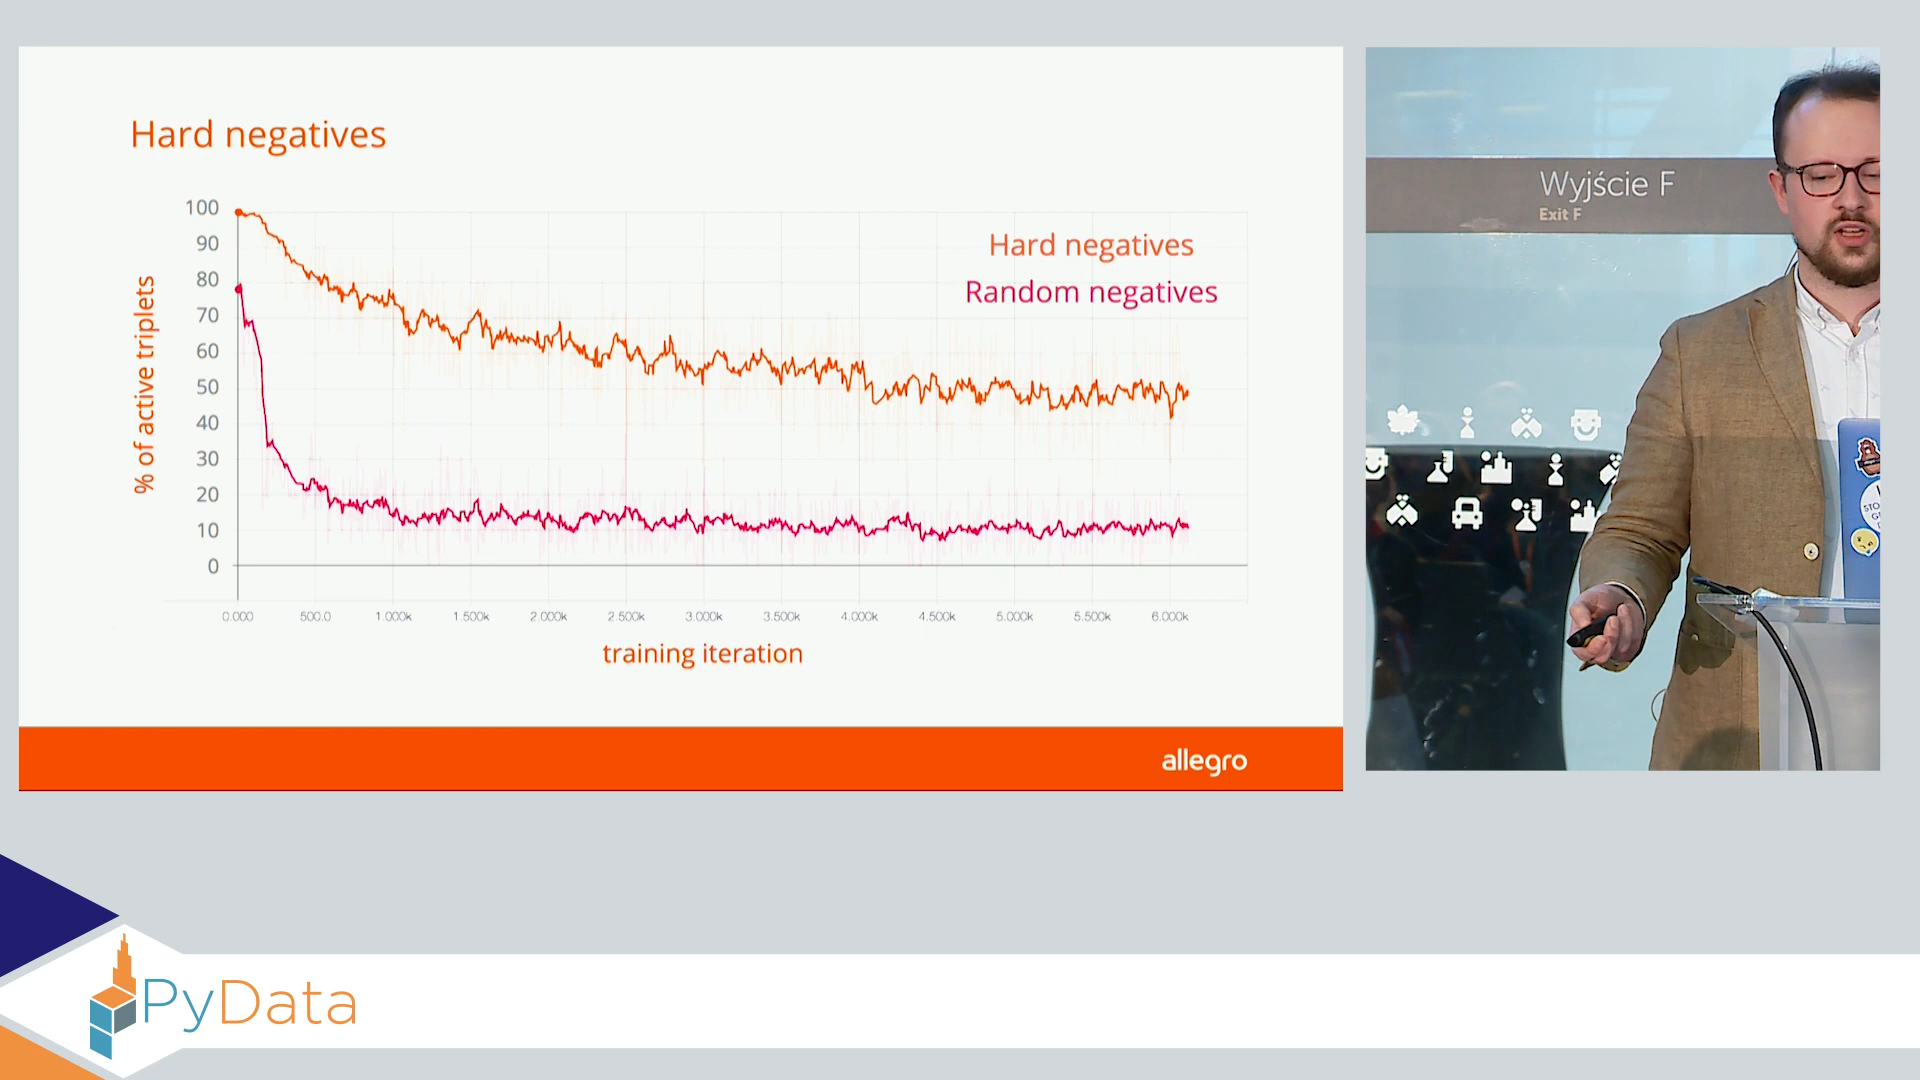 Hard negatives
100
90
80
70
60
50
40
30
20
10
0
% of active triplets
Hard negatives
Random negatives
0.000 500.0 1.000k 1.500k 2.000k 2.500k 3.000k 3.500k 4.000k 4.500k 5.000k 5.500k 6.000k
training iteration
allegro
Wyjście F
Exit F
PyData